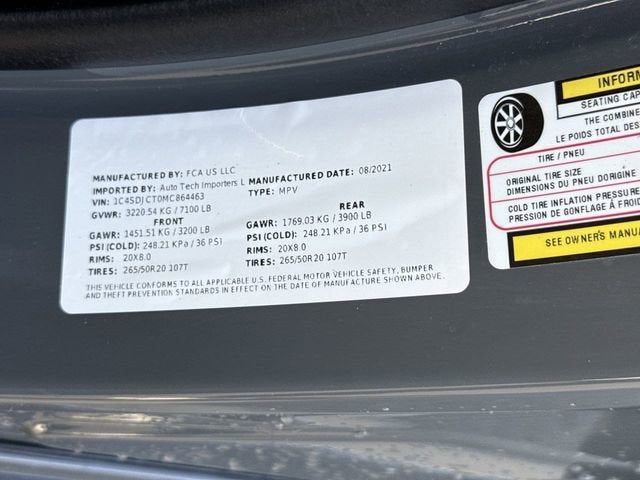 MANUFACTURED BY: FCA US LLC
IMPORTED BY: Auto Tech Importers L
MANUFACTURED DATE: 08/2021
VIN: 1C4SDJCT0MC864463
TYPE: MPV
GVWR: 3220.54 KG / 7100 LB
FRONT
GAWR: 1451.51 KG / 3200 LB
PSI (COLD): 248.21 KPa / 36 PSI
RIMS: 20X8.0
TIRES: 265/50R20 107T
REAR
GAWR: 1769.03 KG / 3900 LB
PSI (COLD): 248.21 KPa / 36 PSI
RIMS: 20X8.0
TIRES: 265/50R20 107T
THIS VEHICLE CONFORMS TO ALL APPLICABLE U.S. FEDERAL MOTOR VEHICLE SAFETY, BUMPER
AND THEFT PREVENTION STANDARDS IN EFFECT ON THE DATE OF MANUFACTURE SHOWN ABOVE.
INFORM
SEATING CAP
THE COMBINE
LE POIDS TOTAL DES
TIRE / PNEU
ORIGINAL TIRE SIZE
DIMENSIONS DU PNEU DORIGINE
COLD TIRE INFLATION PRESSURE
PRESSION DE GONFLAGE À FROID
SEE OWNER'S MANUA